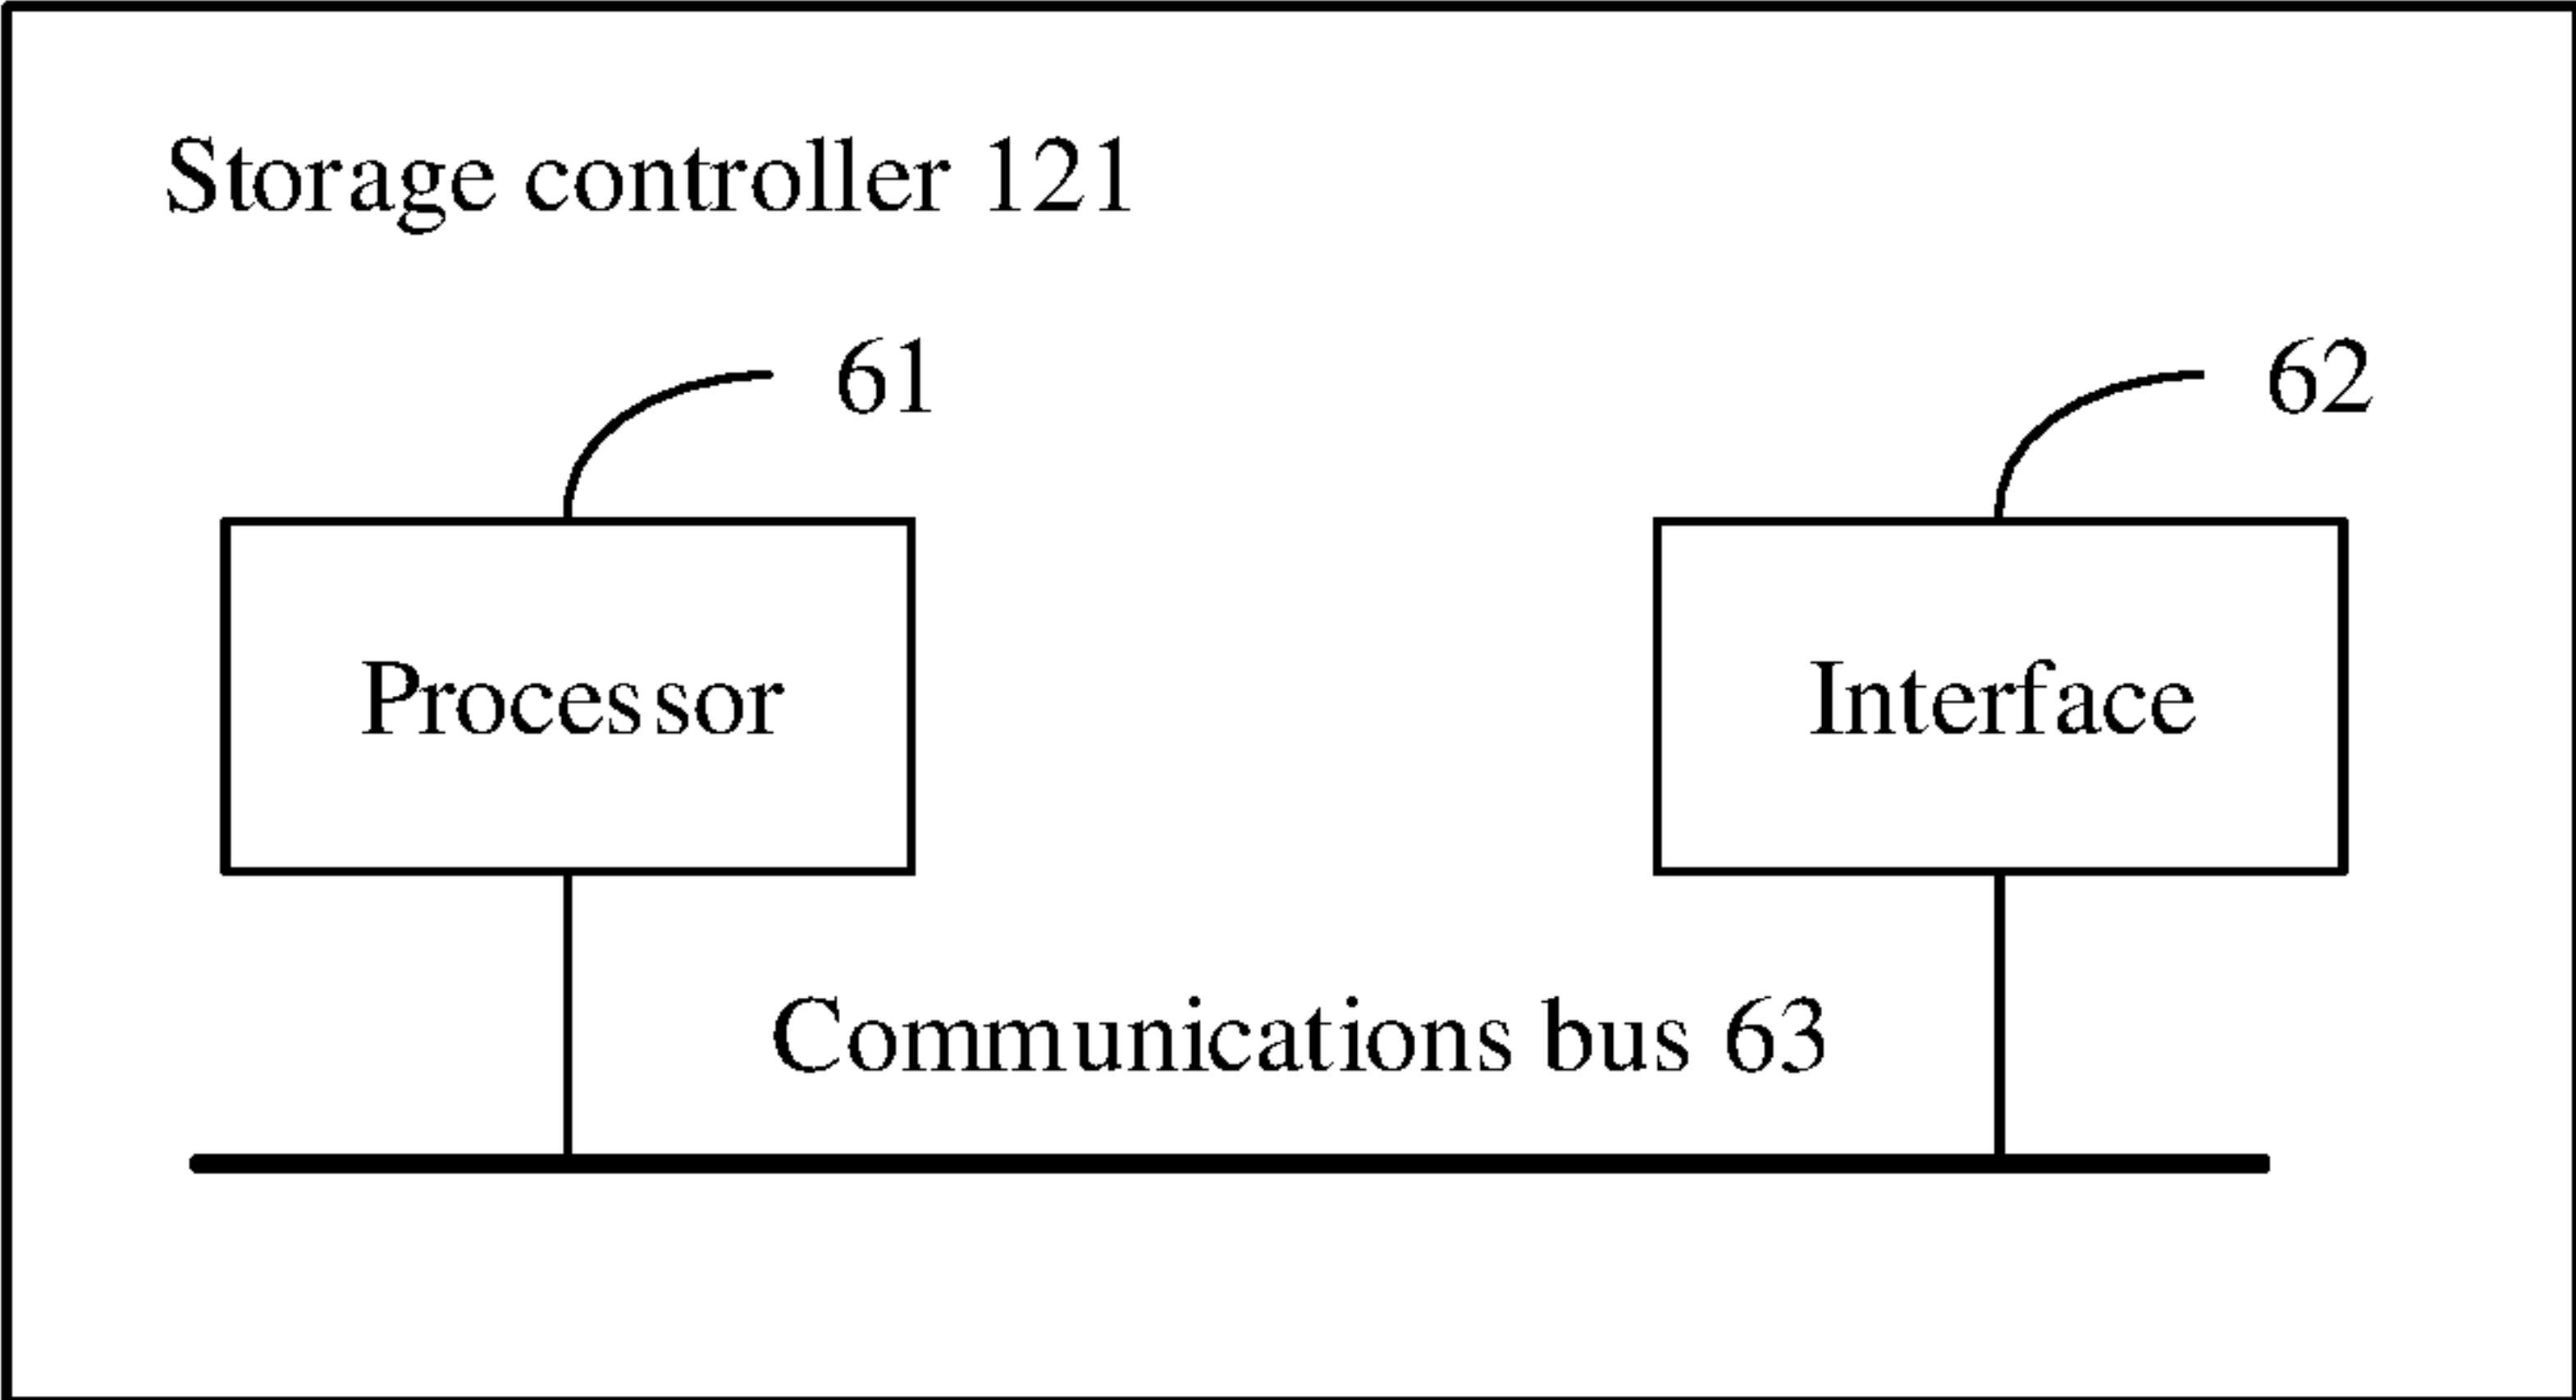 Storage controller 121
61
62
Processor
Interface
Communications bus 63